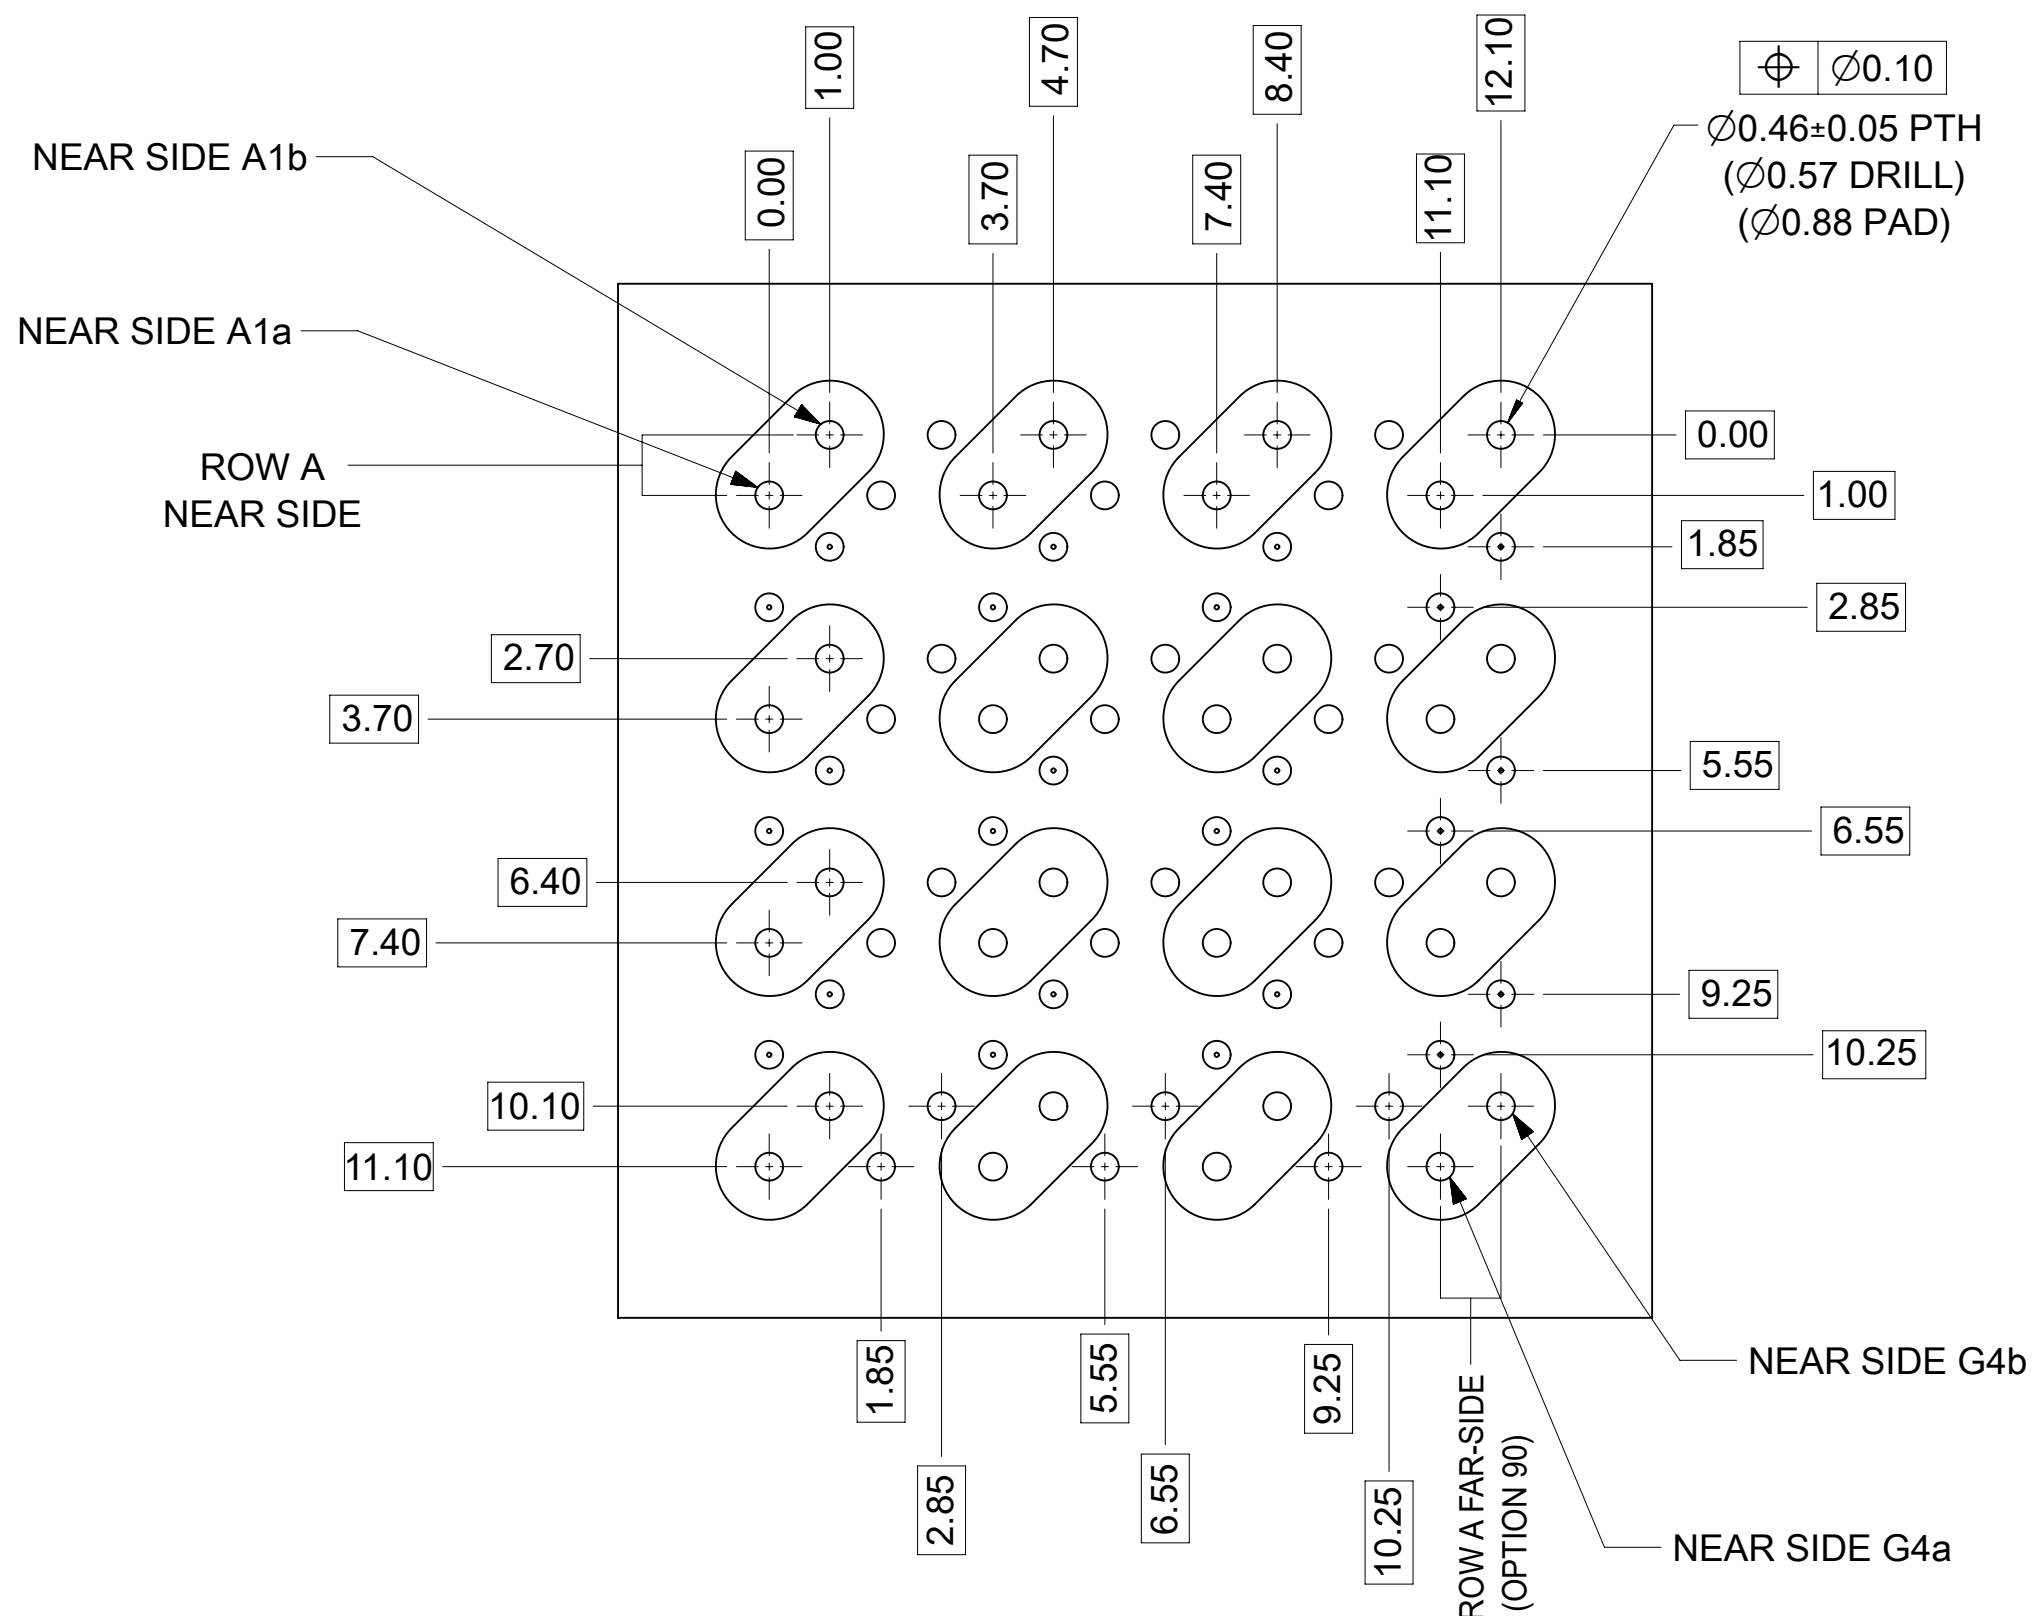 1.00
4.70
8.40
12.10
⌖ ∅0.10
∅0.46±0.05 PTH
(∅0.57 DRILL)
(∅0.88 PAD)
NEAR SIDE A1b
0.00
3.70
7.40
11.10
NEAR SIDE A1a
ROW A
NEAR SIDE
0.00
1.00
1.85
2.85
2.70
3.70
5.55
6.55
6.40
7.40
9.25
10.25
10.10
11.10
1.85
2.85
5.55
6.55
9.25
10.25
ROW A FAR-SIDE
(OPTION 90)
NEAR SIDE G4b
NEAR SIDE G4a